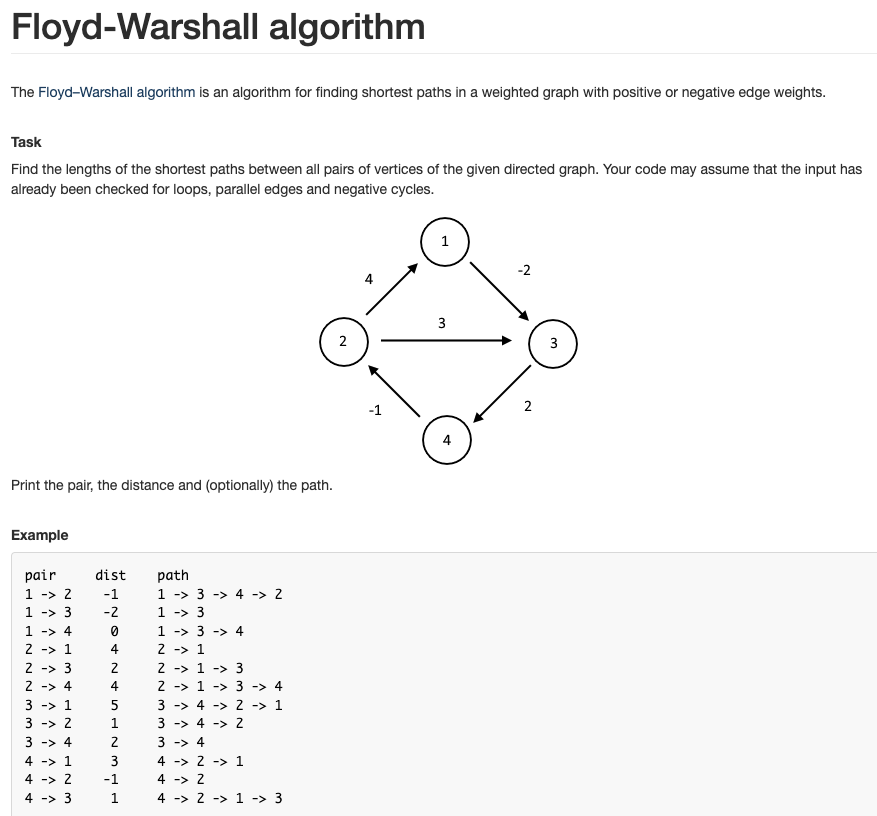 Floyd-Warshall algorithm
The Floyd–Warshall algorithm is an algorithm for finding shortest paths in a weighted graph with positive or negative edge weights.
Task
Find the lengths of the shortest paths between all pairs of vertices of the given directed graph. Your code may assume that the input has
already been checked for loops, parallel edges and negative cycles.
1
4
-2
3
2
3
-1
2
4
Print the pair, the distance and (optionally) the path.
Example
pair dist path
1 -> 2 -1 1 -> 3 -> 4 -> 2
1 -> 3 -2 1 -> 3
1 -> 4 0 1 -> 3 -> 4
2 -> 1 4 2 -> 1
2 -> 3 2 2 -> 1 -> 3
2 -> 4 4 2 -> 1 -> 3 -> 4
3 -> 1 5 3 -> 4 -> 2 -> 1
3 -> 2 1 3 -> 4 -> 2
3 -> 4 2 3 -> 4
4 -> 1 3 4 -> 2 -> 1
4 -> 2 -1 4 -> 2
4 -> 3 1 4 -> 2 -> 1 -> 3